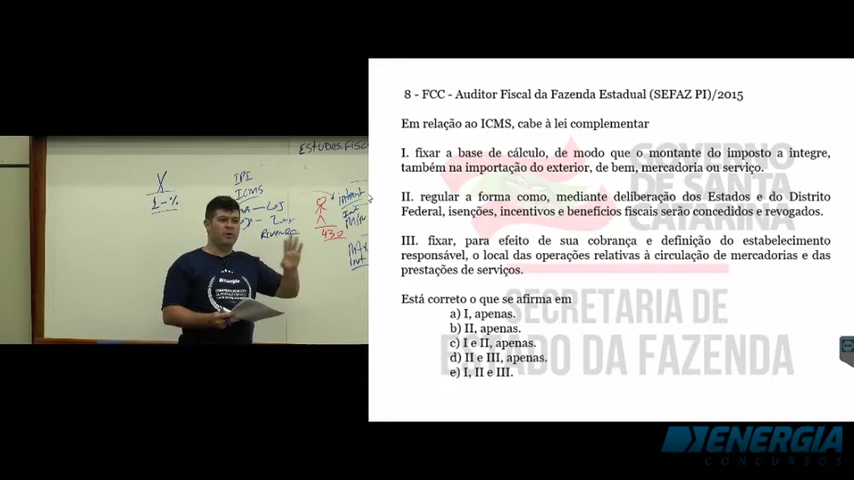 8 - FCC - Auditor Fiscal da Fazenda Estadual (SEFAZ PI)/2015
Em relação ao ICMS, cabe à lei complementar
I. fixar a base de cálculo, de modo que o montante do imposto a integre,
também na importação do exterior, de bem, mercadoria ou serviço.
II. regular a forma como, mediante deliberação dos Estados e do Distrito
Federal, isenções, incentivos e benefícios fiscais serão concedidos e revogados.
III. fixar, para efeito de sua cobrança e definição do estabelecimento
responsável, o local das operações relativas à circulação de mercadorias e das
prestações de serviços.
Está correto o que se afirma em
a) I, apenas.
b) II, apenas.
c) I e II, apenas.
d) II e III, apenas.
e) I, II e III.
GOVERNO
DE SANTA
CATARINA
SECRETARIA DE
ESTADO DA FAZENDA
IPI
ICMS
X
1-%
430
Estudos.fisc
ENERGIA
CONCURSOS